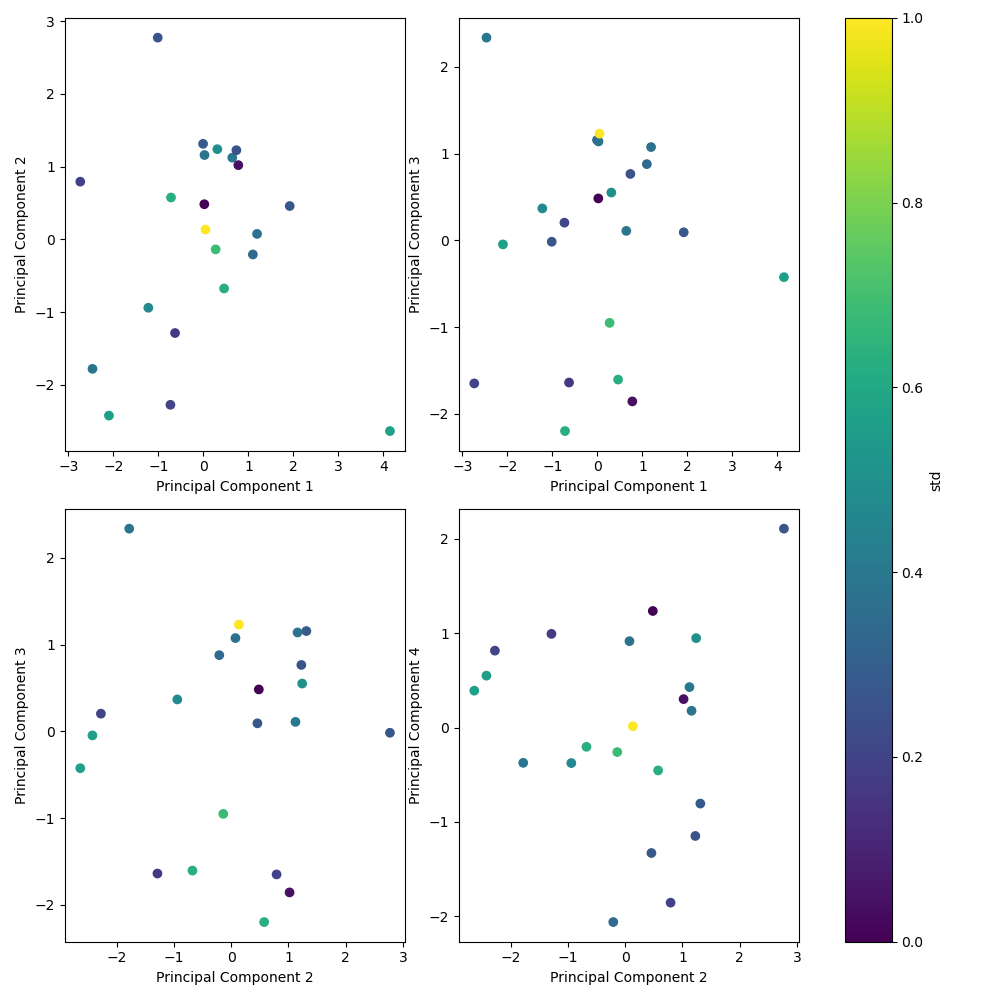 3
2
1
0
−1
−2
Principal Component 2
−3 −2 −1 0 1 2 3 4
Principal Component 1
2
1
0
−1
−2
Principal Component 3
−3 −2 −1 0 1 2 3 4
Principal Component 1
2
1
0
−1
−2
Principal Component 3
−2 −1 0 1 2 3
Principal Component 2
2
1
0
−1
−2
Principal Component 4
−2 −1 0 1 2 3
Principal Component 2
1.0
0.8
0.6
0.4
0.2
0.0
std